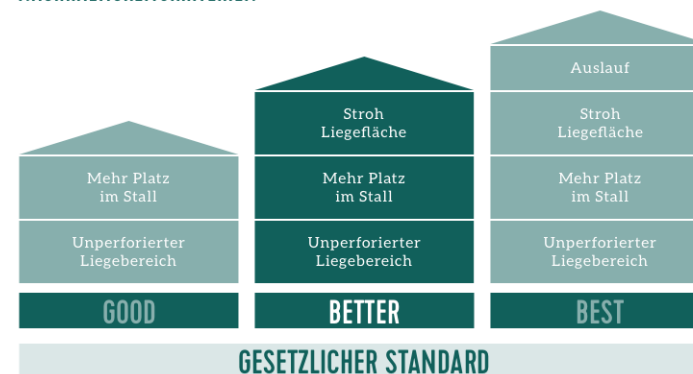 Auslauf
Stroh
Liegefläche
Stroh
Liegefläche
Mehr Platz
im Stall
Mehr Platz
im Stall
Mehr Platz
im Stall
Unperforierter
Liegebereich
Unperforierter
Liegebereich
Unperforierter
Liegebereich
GOOD
BETTER
BEST
GESETZLICHER STANDARD